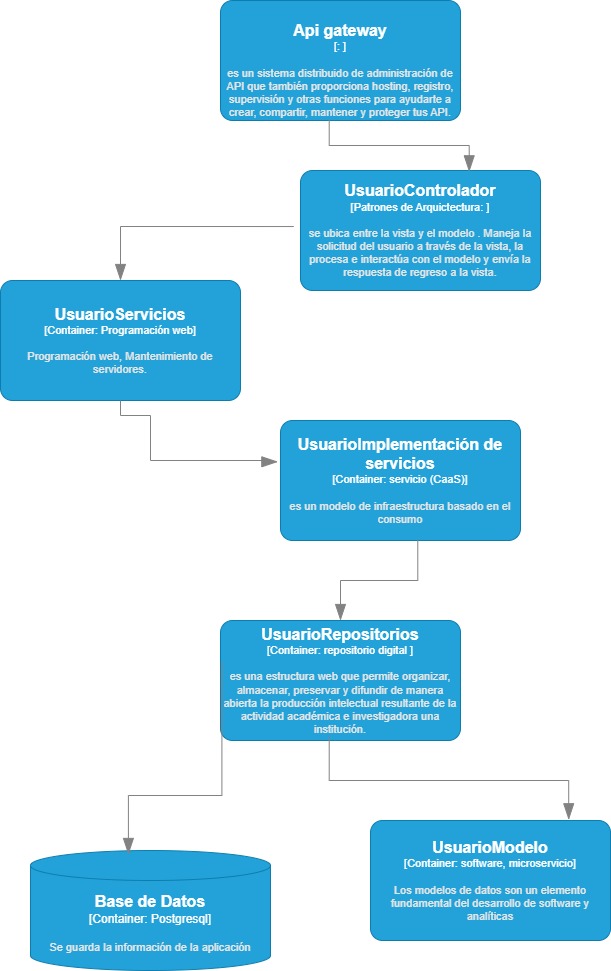 Api gateway
[: ]
es un sistema distribuido de administración de
API que también proporciona hosting, registro,
supervisión y otras funciones para ayudarte a
crear, compartir, mantener y proteger tus API.
UsuarioControlador
[Patrones de Arquictectura: ]
se ubica entre la vista y el modelo . Maneja la
solicitud del usuario a través de la vista, la
procesa e interactúa con el modelo y envía la
respuesta de regreso a la vista.
UsuarioServicios
[Container: Programación web]
Programación web, Mantenimiento de
servidores.
UsuarioImplementación de
servicios
[Container: servicio (CaaS)]
es un modelo de infraestructura basado en el
consumo
UsuarioRepositorios
[Container: repositorio digital ]
es una estructura web que permite organizar,
almacenar, preservar y difundir de manera
abierta la producción intelectual resultante de la
actividad académica e investigadora una
institución.
Base de Datos
[Container: Postgresql]
Se guarda la información de la aplicación
UsuarioModelo
[Container: software, microservicio]
Los modelos de datos son un elemento
fundamental del desarrollo de software y
analíticas